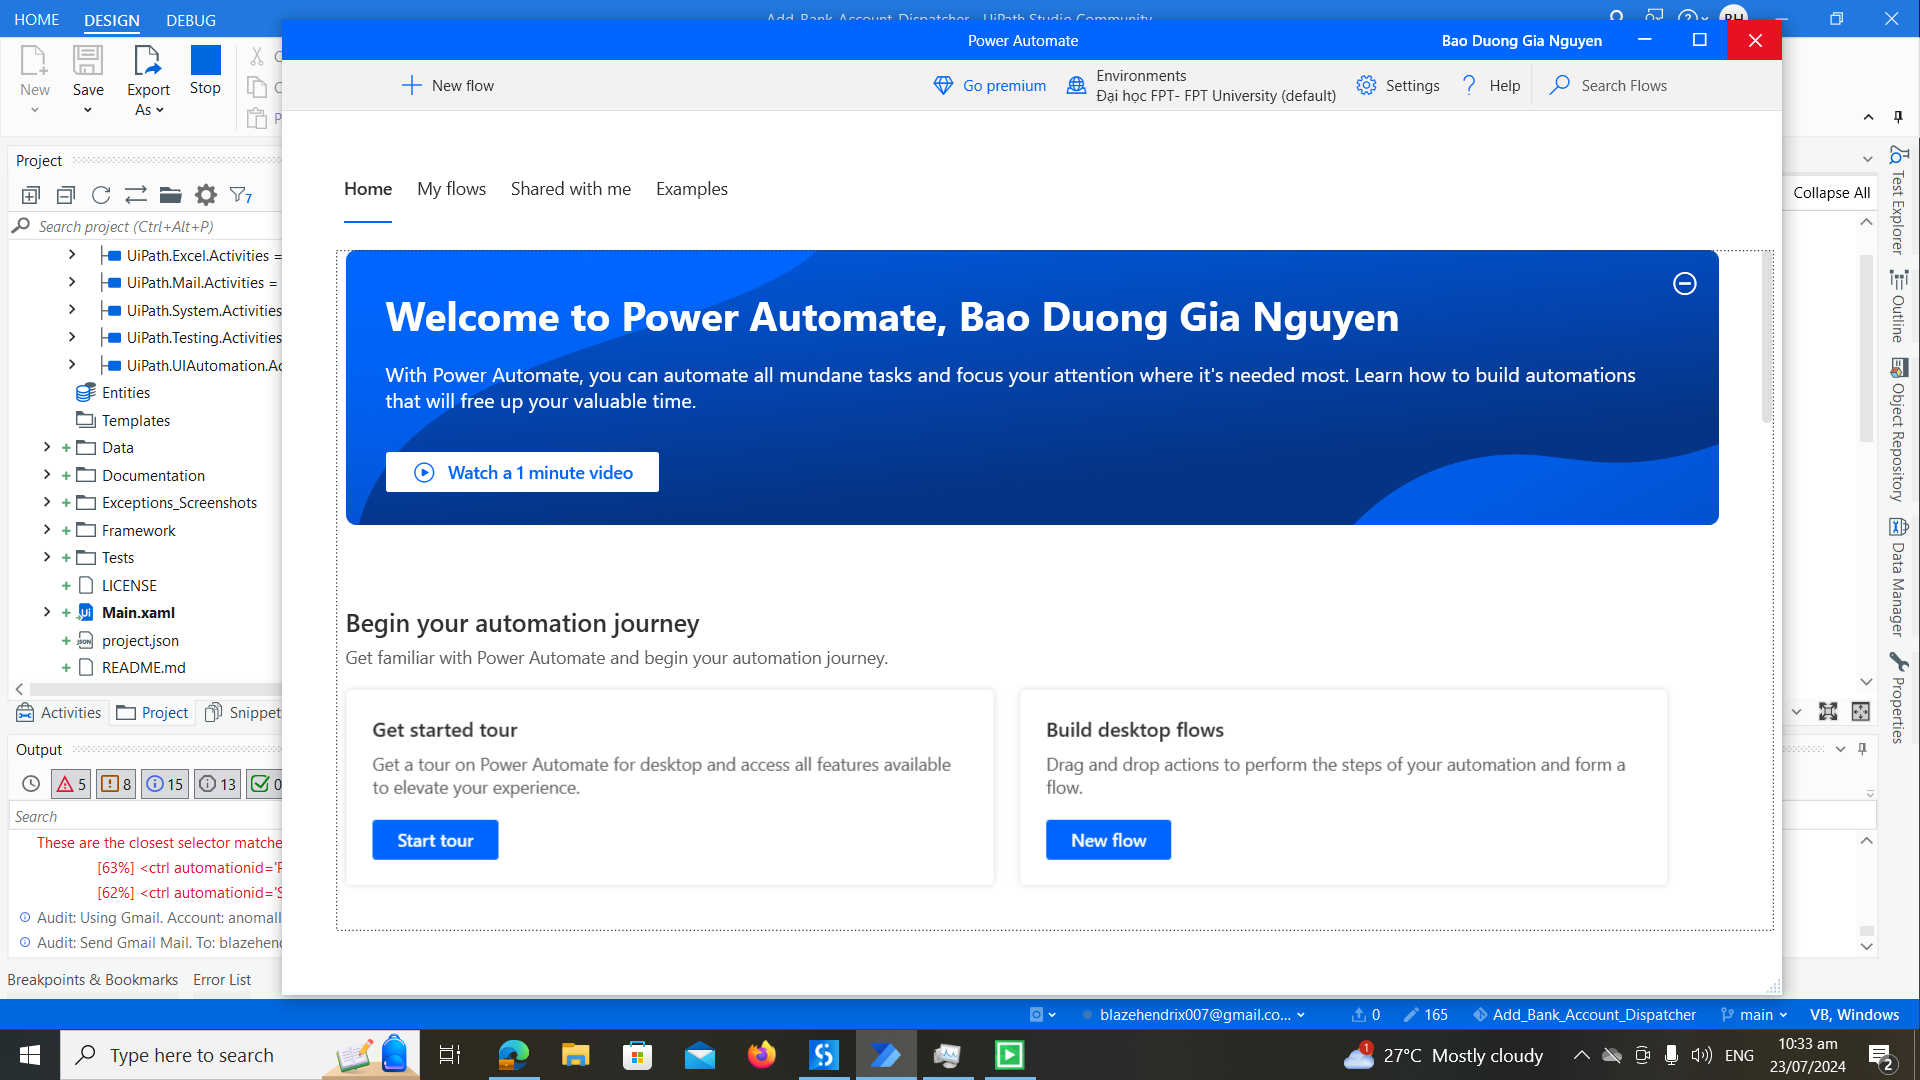 HOME
DESIGN
DEBUG
Power Automate
Bao Duong Gia Nguyen
New
Save
Export
As
Stop
New flow
Go premium
Environments
Đại học FPT- FPT University (default)
Settings
Help
Search Flows
Project
7
Search project (Ctrl+Alt+P)
UiPath.Excel.Activities =
UiPath.Mail.Activities =
UiPath.System.Activities
UiPath.Testing.Activities
UiPath.UIAutomation.Ac
Entities
Templates
Data
Documentation
Exceptions_Screenshots
Framework
Tests
LICENSE
Main.xaml
project.json
README.md
Activities
Project
Snippet
Home
My flows
Shared with me
Examples
Welcome to Power Automate, Bao Duong Gia Nguyen
With Power Automate, you can automate all mundane tasks and focus your attention where it's needed most. Learn how to build automations
that will free up your valuable time.
Watch a 1 minute video
Begin your automation journey
Get familiar with Power Automate and begin your automation journey.
Get started tour
Get a tour on Power Automate for desktop and access all features available
to elevate your experience.
Start tour
Build desktop flows
Drag and drop actions to perform the steps of your automation and form a
flow.
New flow
Collapse All
Test Explorer
Outline
Object Repository
Data Manager
Properties
Output
5
8
15
13
0
Search
These are the closest selector matche
[63%] <ctrl automationid=
[62%] <ctrl automationid='S
Audit: Using Gmail. Account: anomall
Audit: Send Gmail Mail. To: blazehend
Breakpoints & Bookmarks
Error List
blazehendrix007@gmail.co...
0
165
Add_Bank_Account_Dispatcher
main
VB, Windows
Type here to search
1
27°C Mostly cloudy
ENG
10:33 am
23/07/2024
2